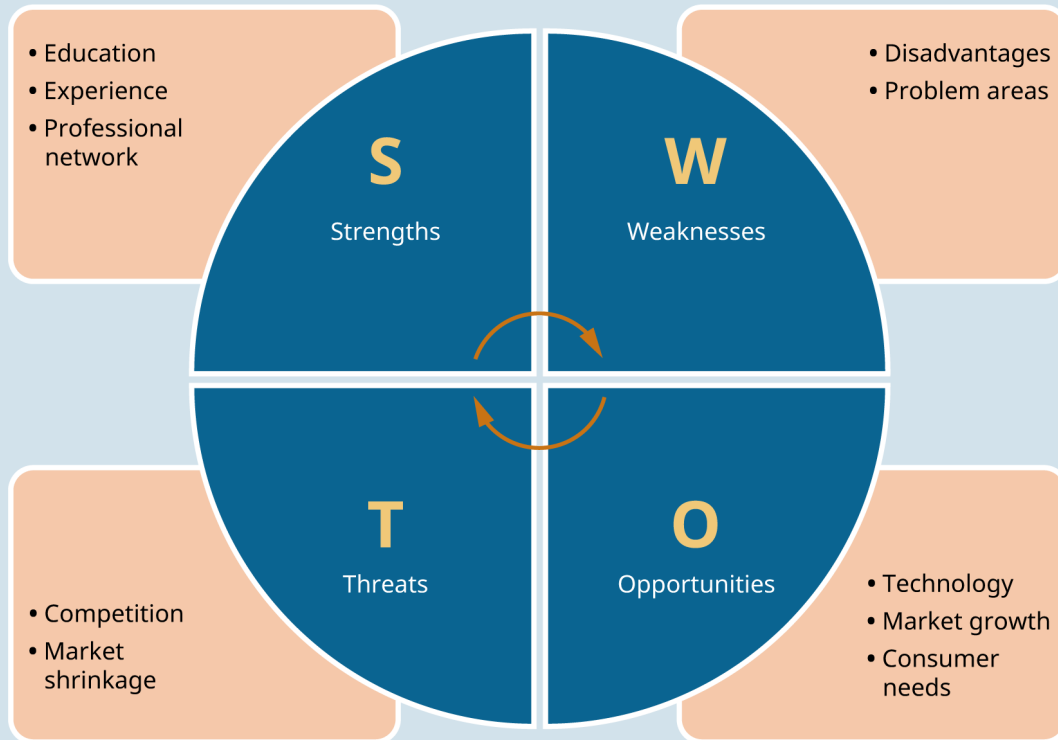 • Education
• Experience
• Professional
network
S
Strengths
W
Weaknesses
• Disadvantages
• Problem areas
• Competition
• Market
shrinkage
T
Threats
O
Opportunities
• Technology
• Market growth
• Consumer
needs